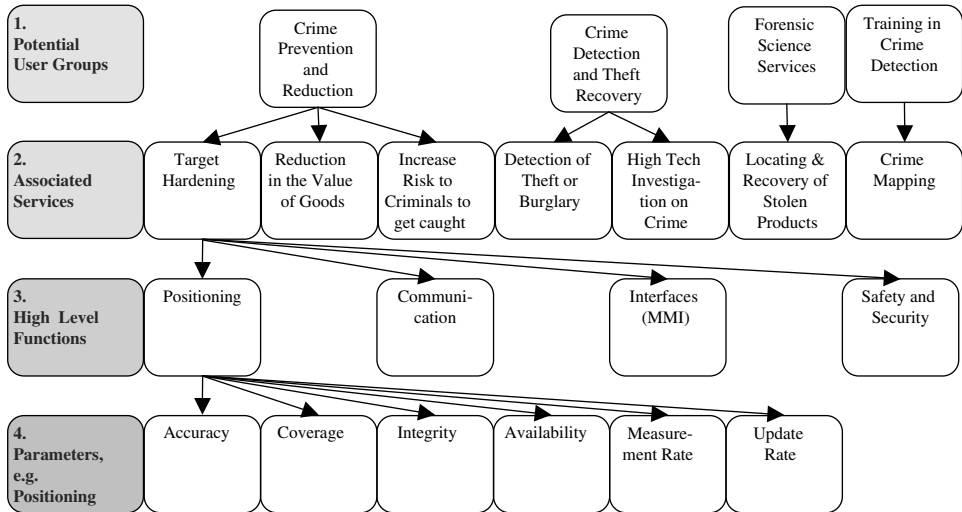 1.
Potential
User Groups
Crime
Prevention
and
Reduction
Crime
Detection
and Theft
Recovery
Forensic
Science
Services
Training in
Crime
Detection
2.
Associated
Services
Target
Hardening
Reduction
in the Value
of Goods
Increase
Risk to
Criminals to
get caught
Detection of
Theft or
Burglary
High Tech
Investiga-
tion on
Crime
Locating &
Recovery of
Stolen
Products
Crime
Mapping
3.
High Level
Functions
Positioning
Communi-
cation
Interfaces
(MMI)
Safety and
Security
4.
Parameters,
e.g.
Positioning
Accuracy
Coverage
Integrity
Availability
Measure-
ment Rate
Update
Rate